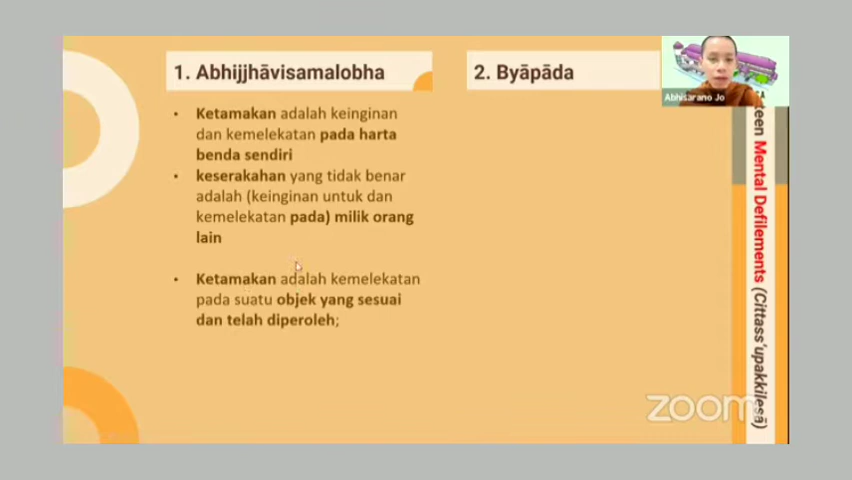 1. Abhijjhāvisamalobha
2. Byāpāda
Abhisarano Jo
• Ketamakan adalah keinginan
dan kemelekatan pada harta
benda sendiri
• keserakahan yang tidak benar
adalah (keinginan untuk dan
kemelekatan pada) milik orang
lain
• Ketamakan adalah kemelekatan
pada suatu objek yang sesuai
dan telah diperoleh;
teen Mental Defilements (Cittass'upakkilesā)
zoom